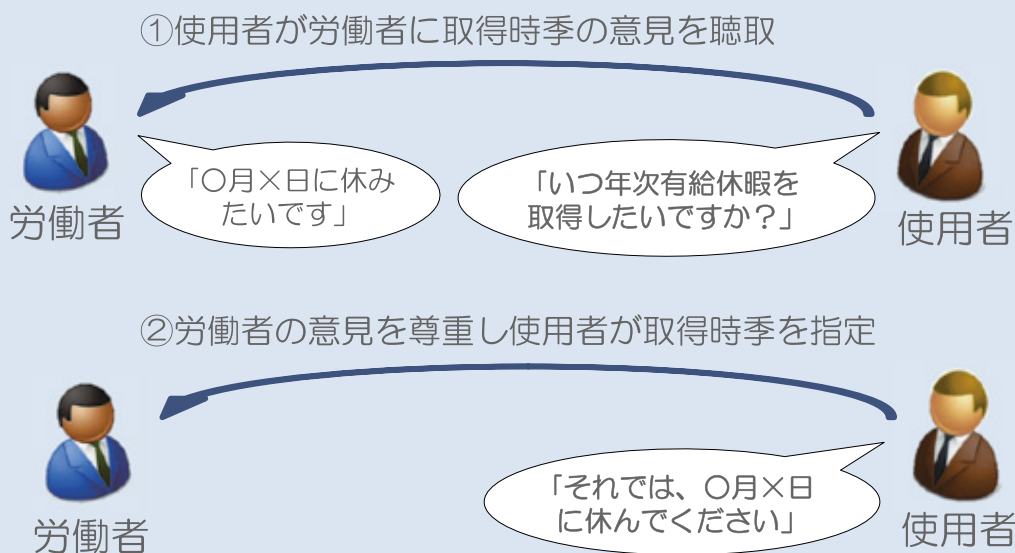 ①使用者が労働者に取得時季の意見を聴取
「〇月×日に休み
たいです」
「いつ年次有給休暇を
取得したいですか？」
労働者
使用者
②労働者の意見を尊重し使用者が取得時季を指定
「それでは、〇月×日
に休んでください」
労働者
使用者